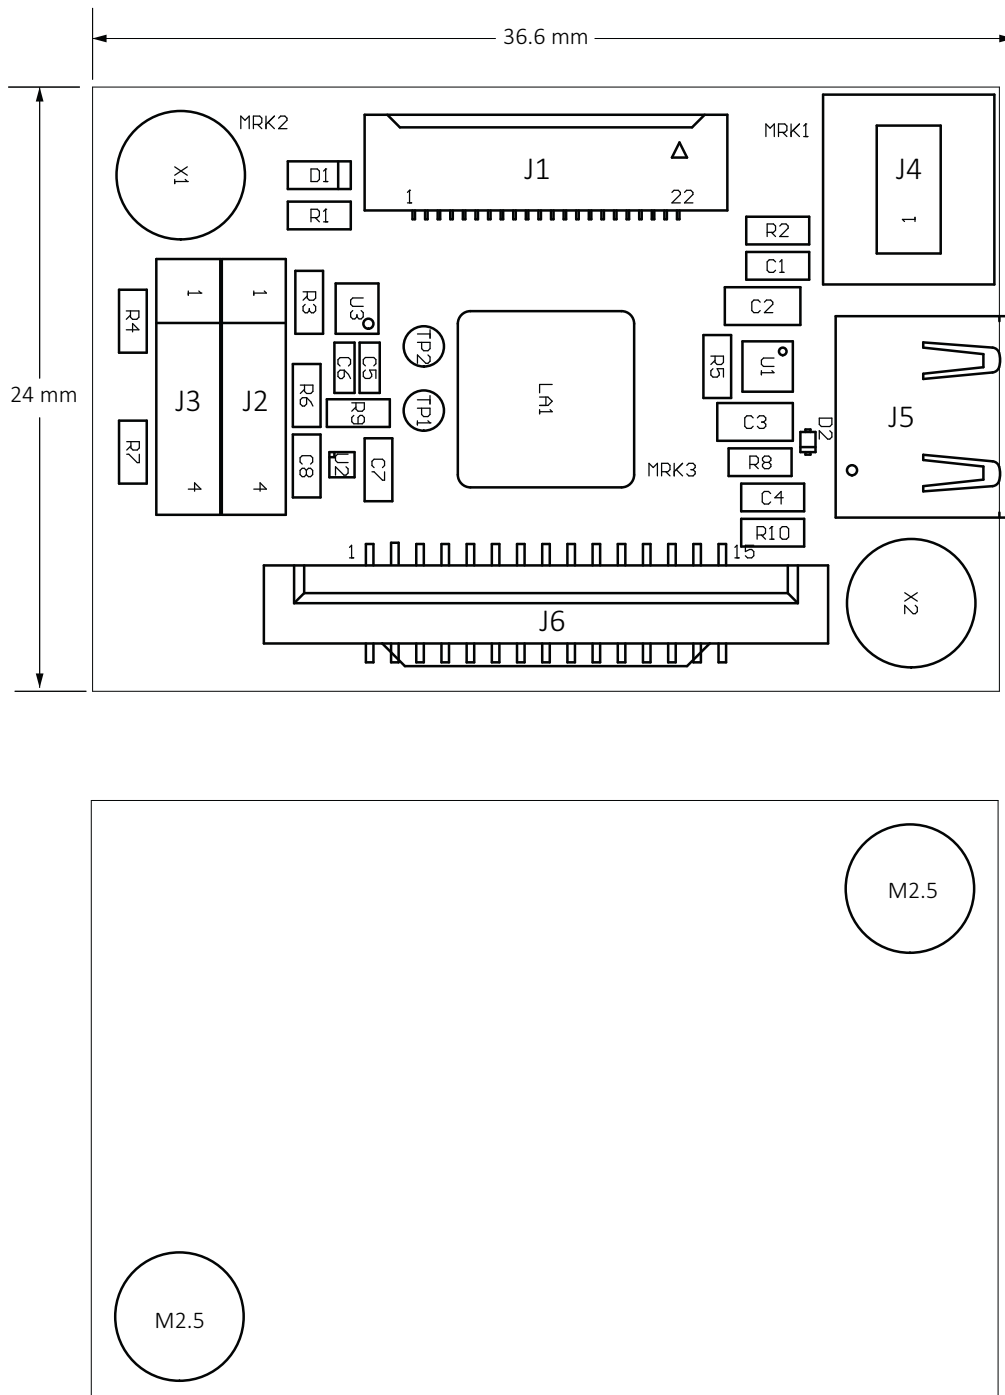 36.6 mm
MRK2
MRK1
X1
D1
J1
J4
1
22
1
R1
R2
C1
1
1
R3
U3
C2
R4
TP2
R5
U1
C6
C5
24 mm
J3
J2
R6
R9
TP1
LA1
C3
D2
J5
R7
4
4
C8
U2
C7
MRK3
R8
C4
R10
1
15
X2
J6
M2.5
M2.5